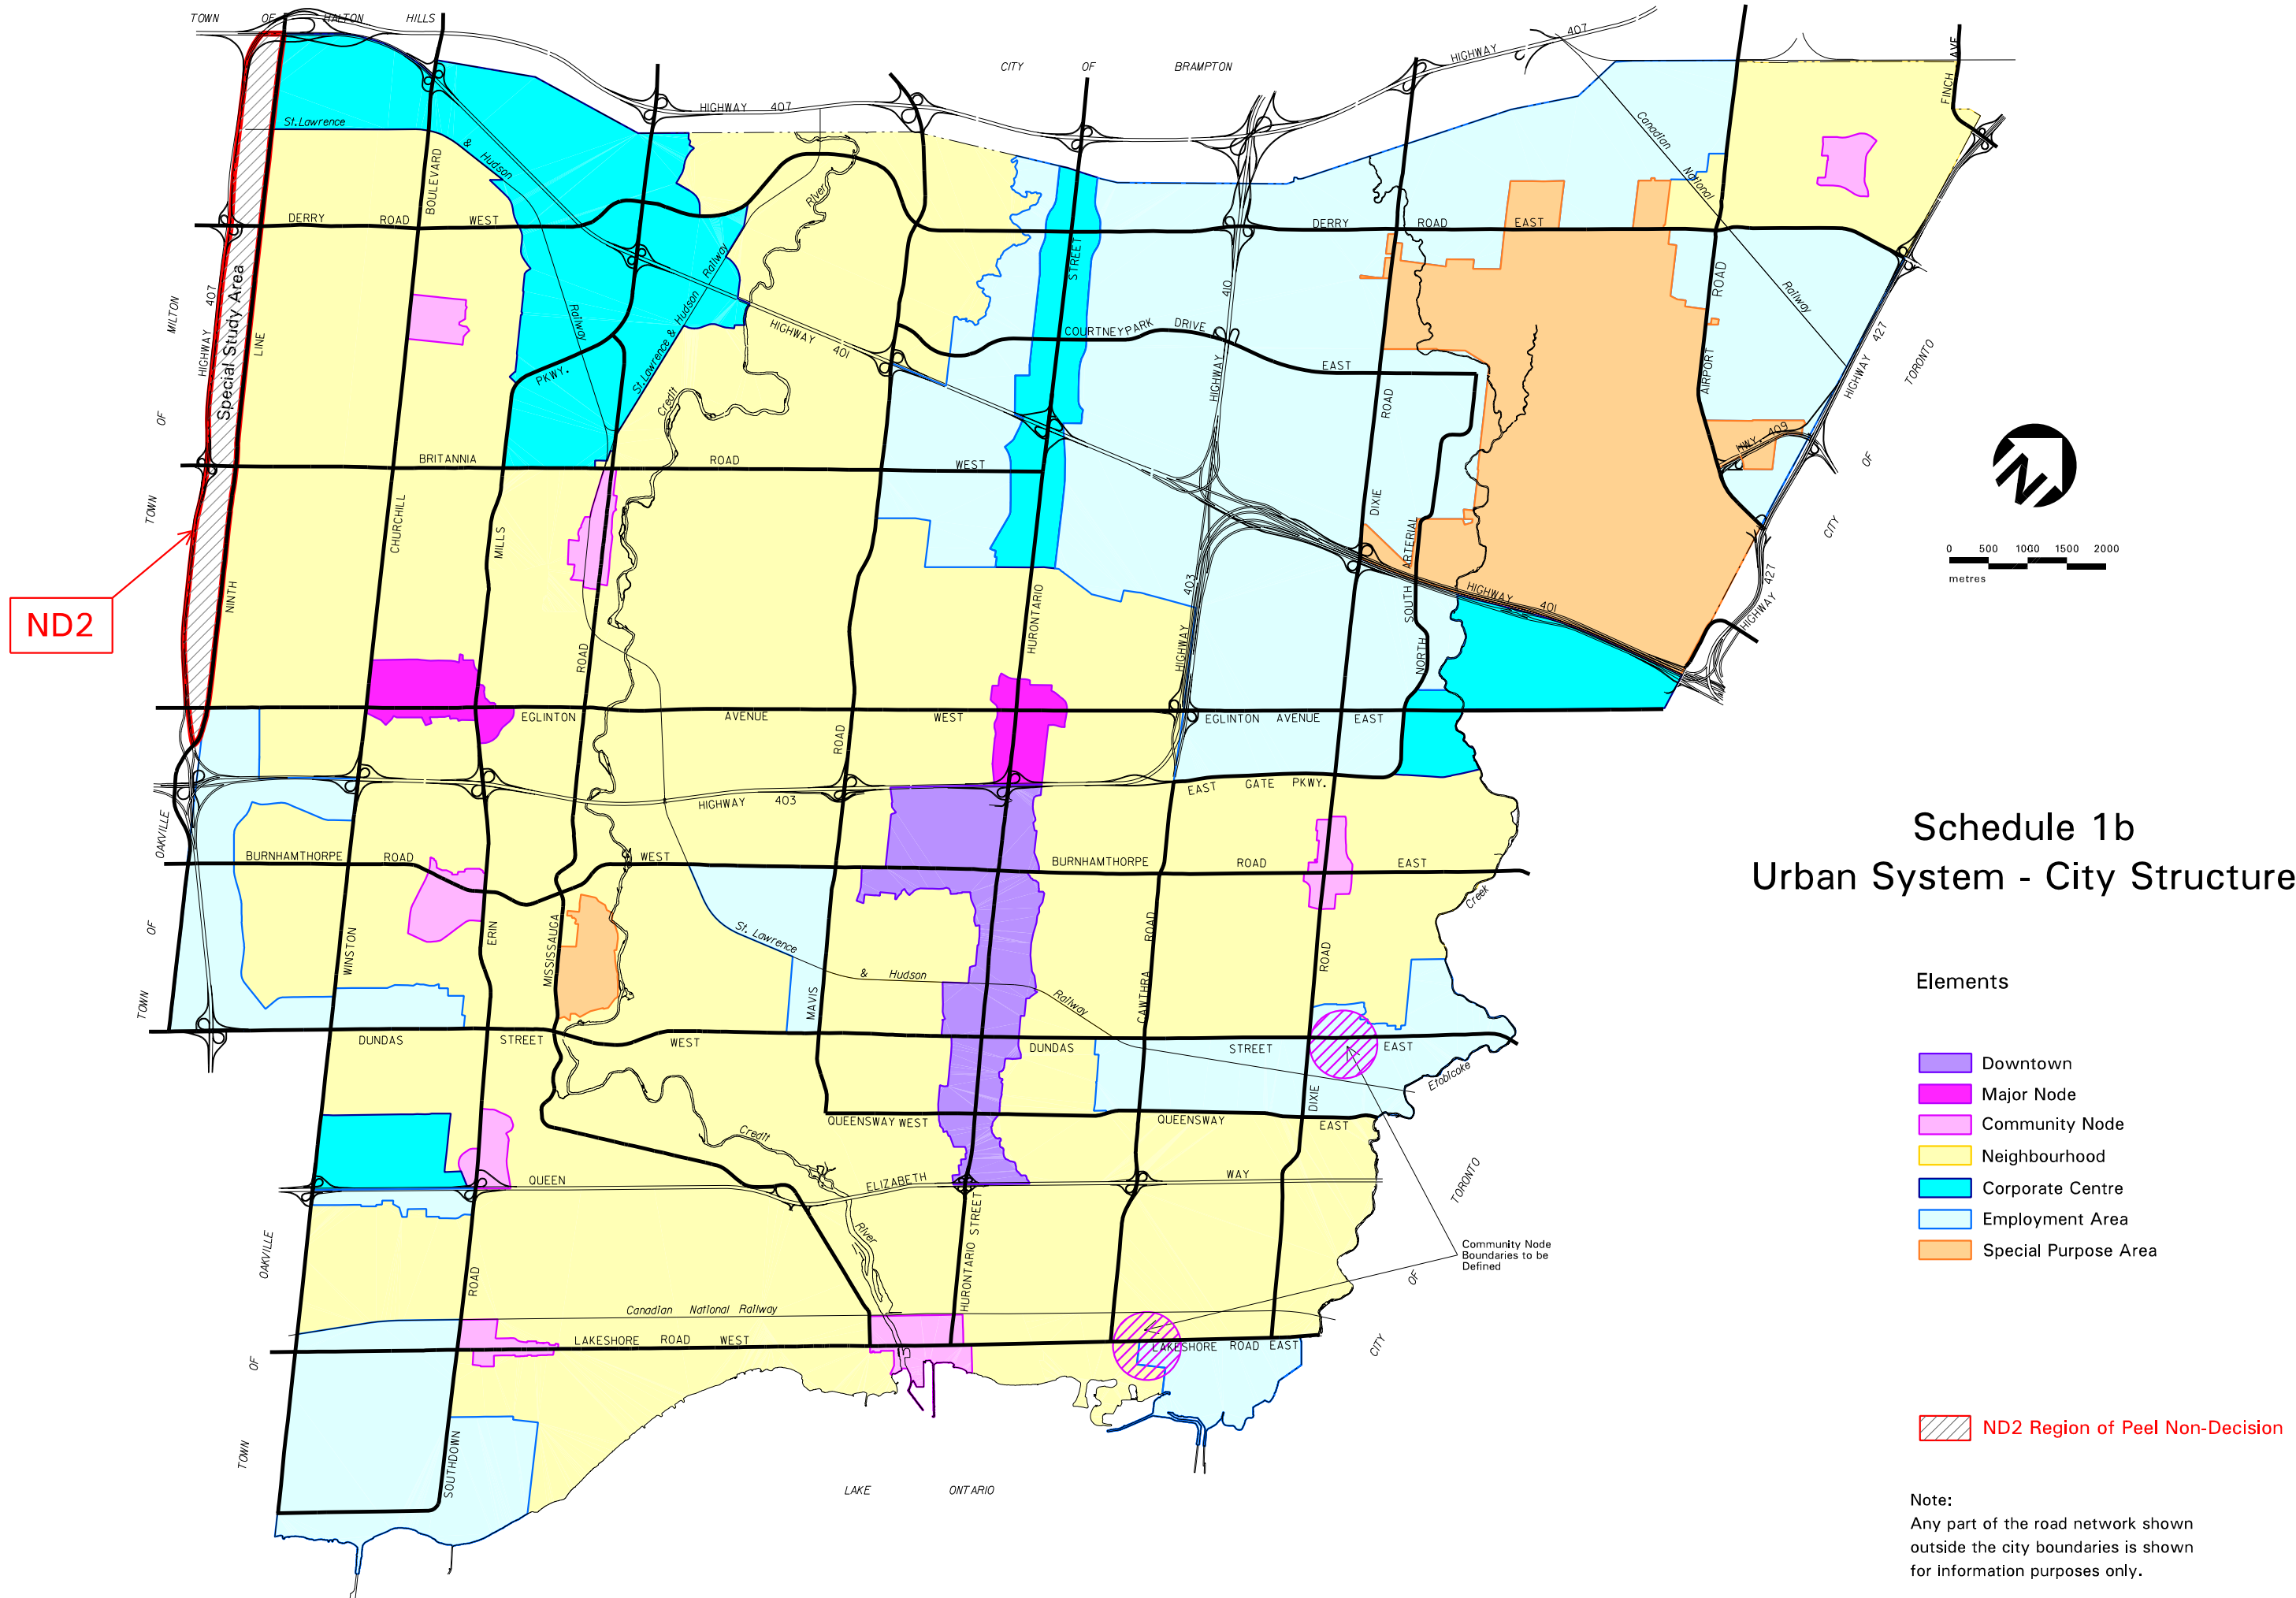 TOWN OF HALTON HILLS
HIGHWAY 407
CITY OF BRAMPTON
HIGHWAY 407
HIGHWAY 407
FINCH AVE
St.Lawrence
& Hudson
Railway
Canadian
National
Railway
BOULEVARD
River
DERRY ROAD WEST
DERRY ROAD EAST
STREET
Railway
St.Lawrence & Hudson
Special Study Area
HIGHWAY 407
LINE
TOWN OF MILTON
410
HIGHWAY
COURTNEYPARK DRIVE
EAST
HIGHWAY 401
PKWY.
Credit
ROAD
AIRPORT
ROAD
HIGHWAY 427
CITY OF TORONTO
HWY. 409
BRITANNIA ROAD WEST
CHURCHILL
MILLS
DIXIE
SOUTH ARTERIAL
NORTH
N
0 500 1000 1500 2000
metres
NINTH
ND2
ROAD
HURONTARIO
403
HIGHWAY
HIGHWAY 401
HIGHWAY 427
EGLINTON AVENUE WEST
EGLINTON AVENUE EAST
ROAD
HIGHWAY 403
EAST GATE PKWY.
Schedule 1b
Urban System - City Structure
TOWN OF OAKVILLE
BURNHAMTHORPE ROAD WEST
BURNHAMTHORPE ROAD EAST
Creek
WINSTON
ERIN
MISSISSAUGA
St. Lawrence
& Hudson
Railway
MAVIS
CAWTHRA ROAD
ROAD
Elements
DUNDAS STREET WEST
DUNDAS STREET EAST
Etobicoke
Downtown
Major Node
Community Node
Neighbourhood
Corporate Centre
Employment Area
Special Purpose Area
DIXIE
QUEENSWAY WEST
QUEENSWAY EAST
Credit
QUEEN ELIZABETH WAY
River
HURONTARIO STREET
CITY OF TORONTO
Community Node
Boundaries to be
Defined
TOWN OF OAKVILLE
ROAD
Canadian National Railway
LAKESHORE ROAD WEST
LAKESHORE ROAD EAST
SOUTHDOWN
LAKE ONTARIO
ND2 Region of Peel Non-Decision
Note:
Any part of the road network shown
outside the city boundaries is shown
for information purposes only.